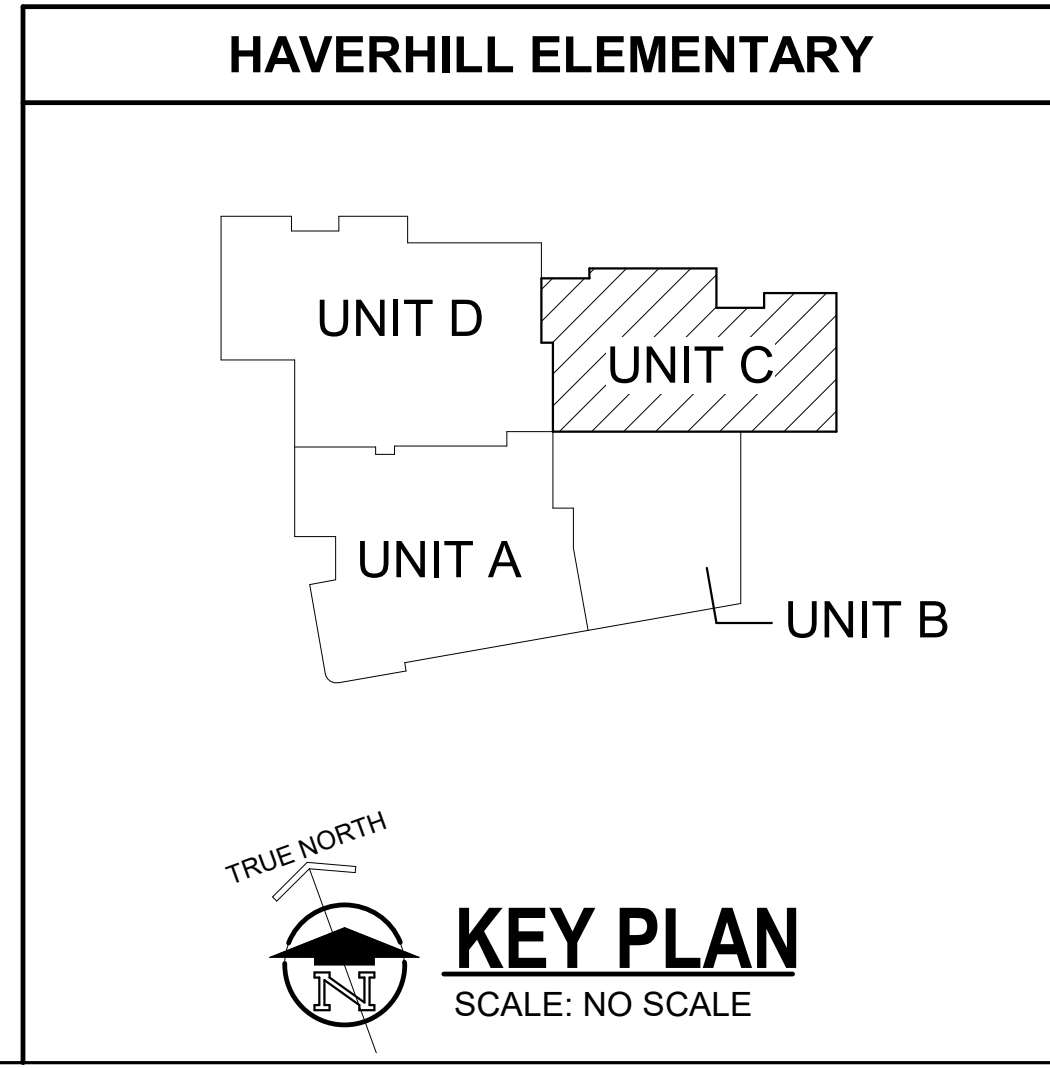 HAVERHILL ELEMENTARY
UNIT D
UNIT C
UNIT A
UNIT B
TRUE NORTH
N
KEY PLAN
SCALE: NO SCALE